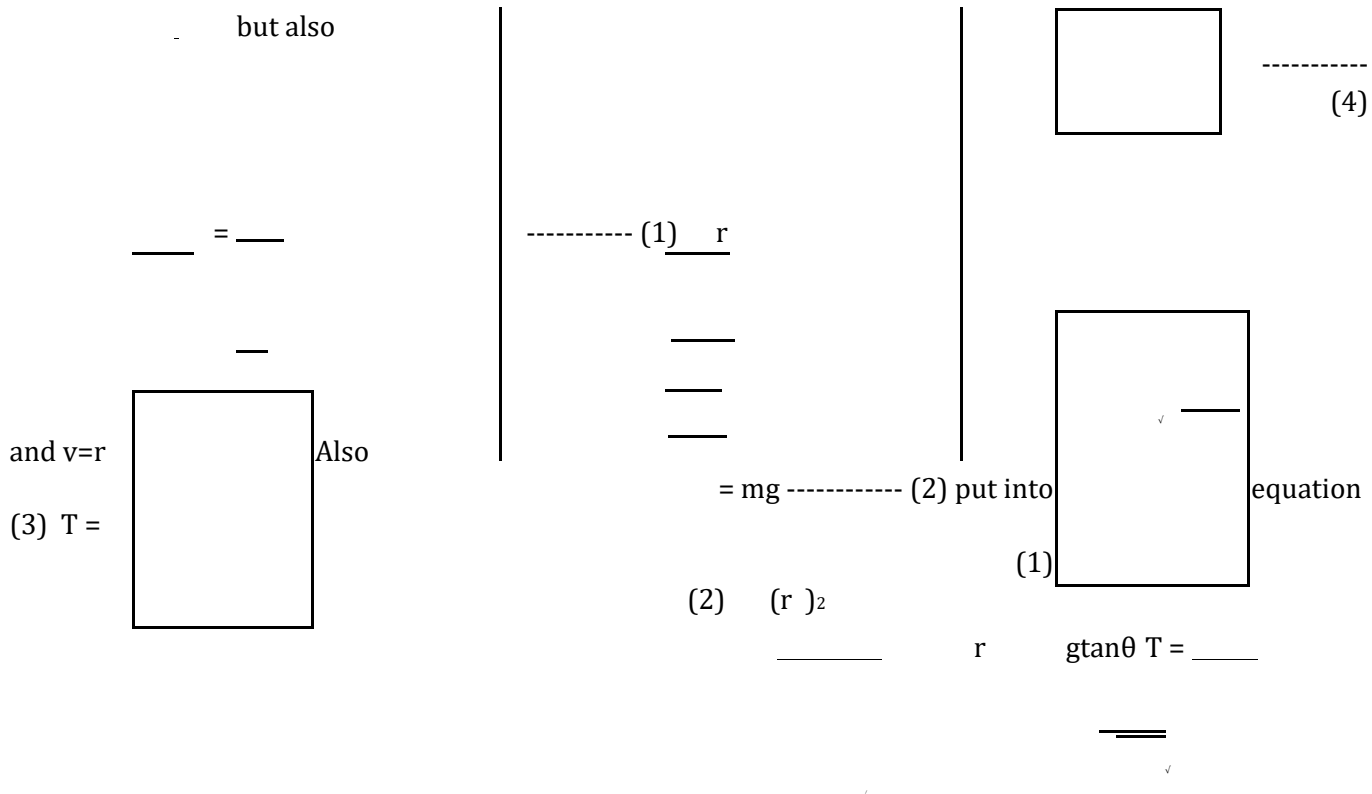 but also
-----------
(4)
=
----------- (1) r
√
and v=r Also
= mg ------------ (2) put into equation
(3) T =
(1)
(2) (r )2
r gtanθ T =
√